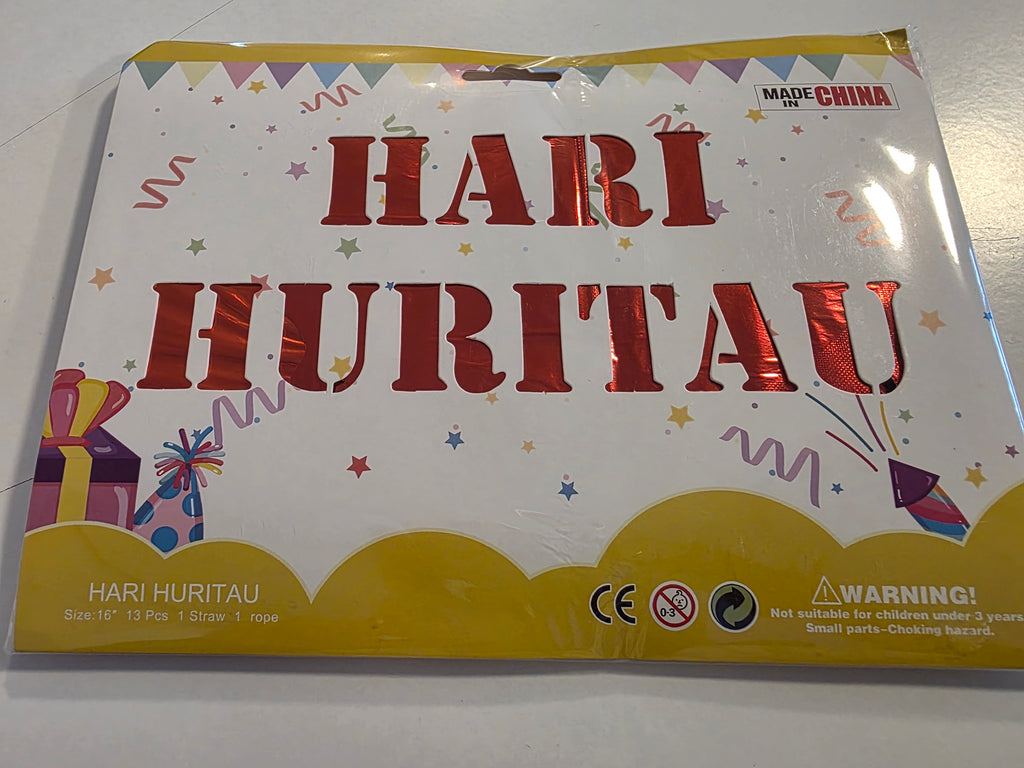 MADE IN CHINA
HARI
HURITAU
HARI HURITAU
Size:16" 13 Pcs 1 Straw 1 rope
CE
0-3
WARNING!
Not suitable for children under 3 years
Small parts-Choking hazard.